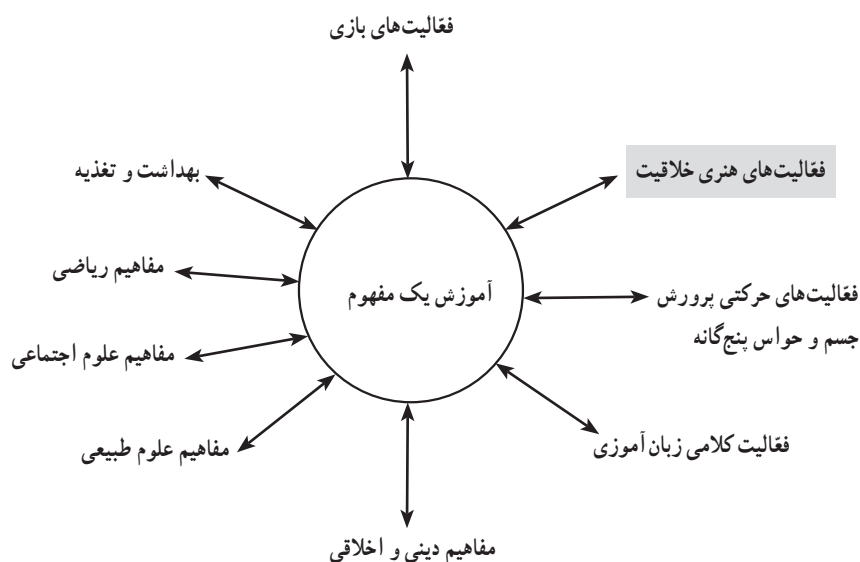 فعّالیت‌های بازی
فعّالیت‌های هنری خلاقیت
بهداشت و تغذیه
مفاهیم ریاضی
آموزش یک مفهوم
فعّالیت‌های حرکتی پرورش
جسم و حواس پنج‌گانه
مفاهیم علوم اجتماعی
فعّالیت کلامی زبان آموزی
مفاهیم علوم طبیعی
مفاهیم دینی و اخلاقی